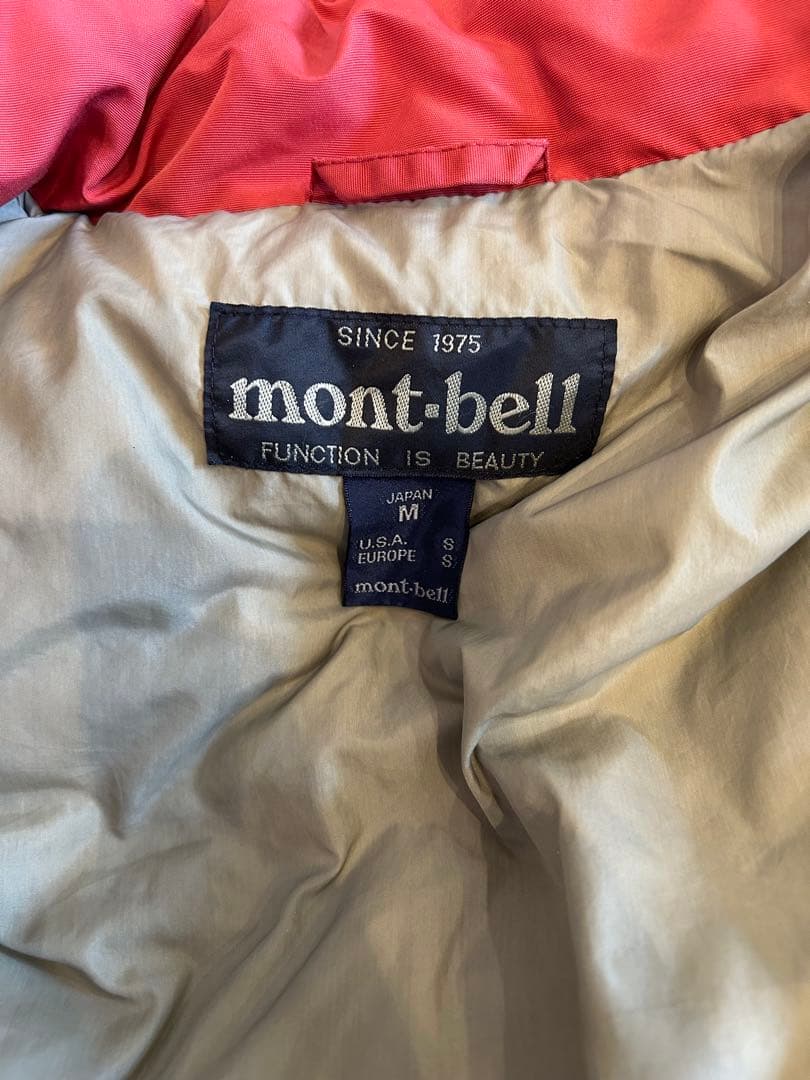 SINCE 1975
mont-bell
FUNCTION IS BEAUTY
JAPAN
M
U.S.A. S
EUROPE S
mont-bell